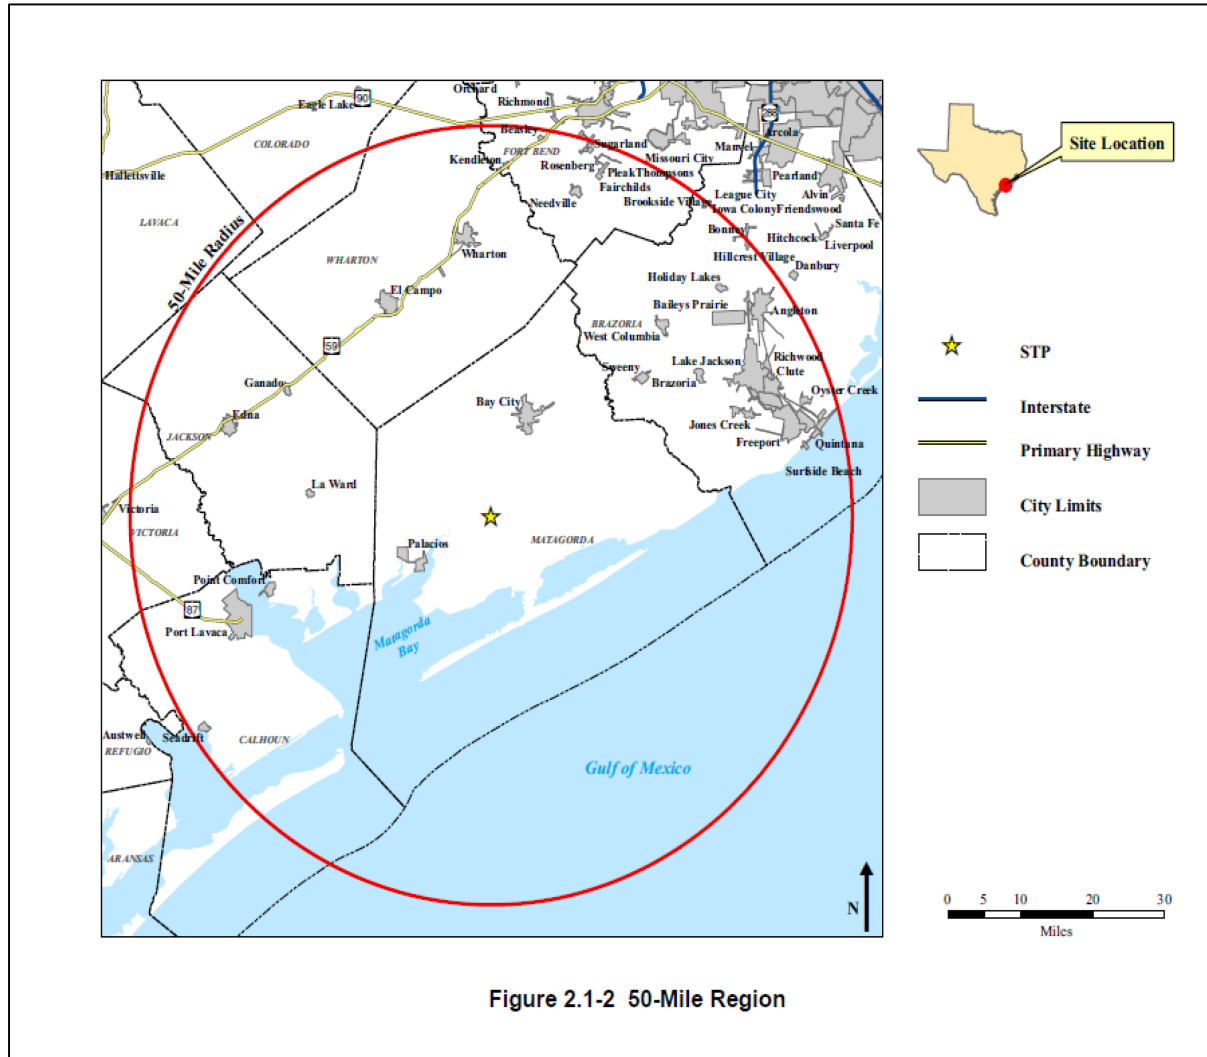 Orchard
Eagle Lake
90
Richmond
288
Arcola
Beasley
COLORADO
FORT BEND
Sugarland
Manvel
Kendleton
Rosenberg
Missouri City
Hallettsville
Pleak
Thompsons
Pearland
Fairchilds
Needville
Brookside Village
League City
Alvin
Iowa Colony
Friendswood
LAVACA
50-Mile Radius
Santa Fe
Bonney
Hitchcock
Liverpool
Wharton
WHARTON
Hillcrest Village
Danbury
Holiday Lakes
El Campo
Baileys Prairie
Angleton
BRAZORIA
West Columbia
59
Lake Jackson
Richwood
Sweeny
Clute
Ganado
Brazoria
Oyster Creek
Bay City
Edna
Jones Creek
JACKSON
Freeport
Quintana
Surfside Beach
La Ward
Victoria
VICTORIA
Palacios
MATAGORDA
Point Comfort
87
Port Lavaca
Matagorda
Bay
Austwell
Seadrift
CALHOUN
REFUGIO
Gulf of Mexico
ARANSAS
N
Site Location
STP
Interstate
Primary Highway
City Limits
County Boundary
0 5 10 20 30
Miles
Figure 2.1-2 50-Mile Region